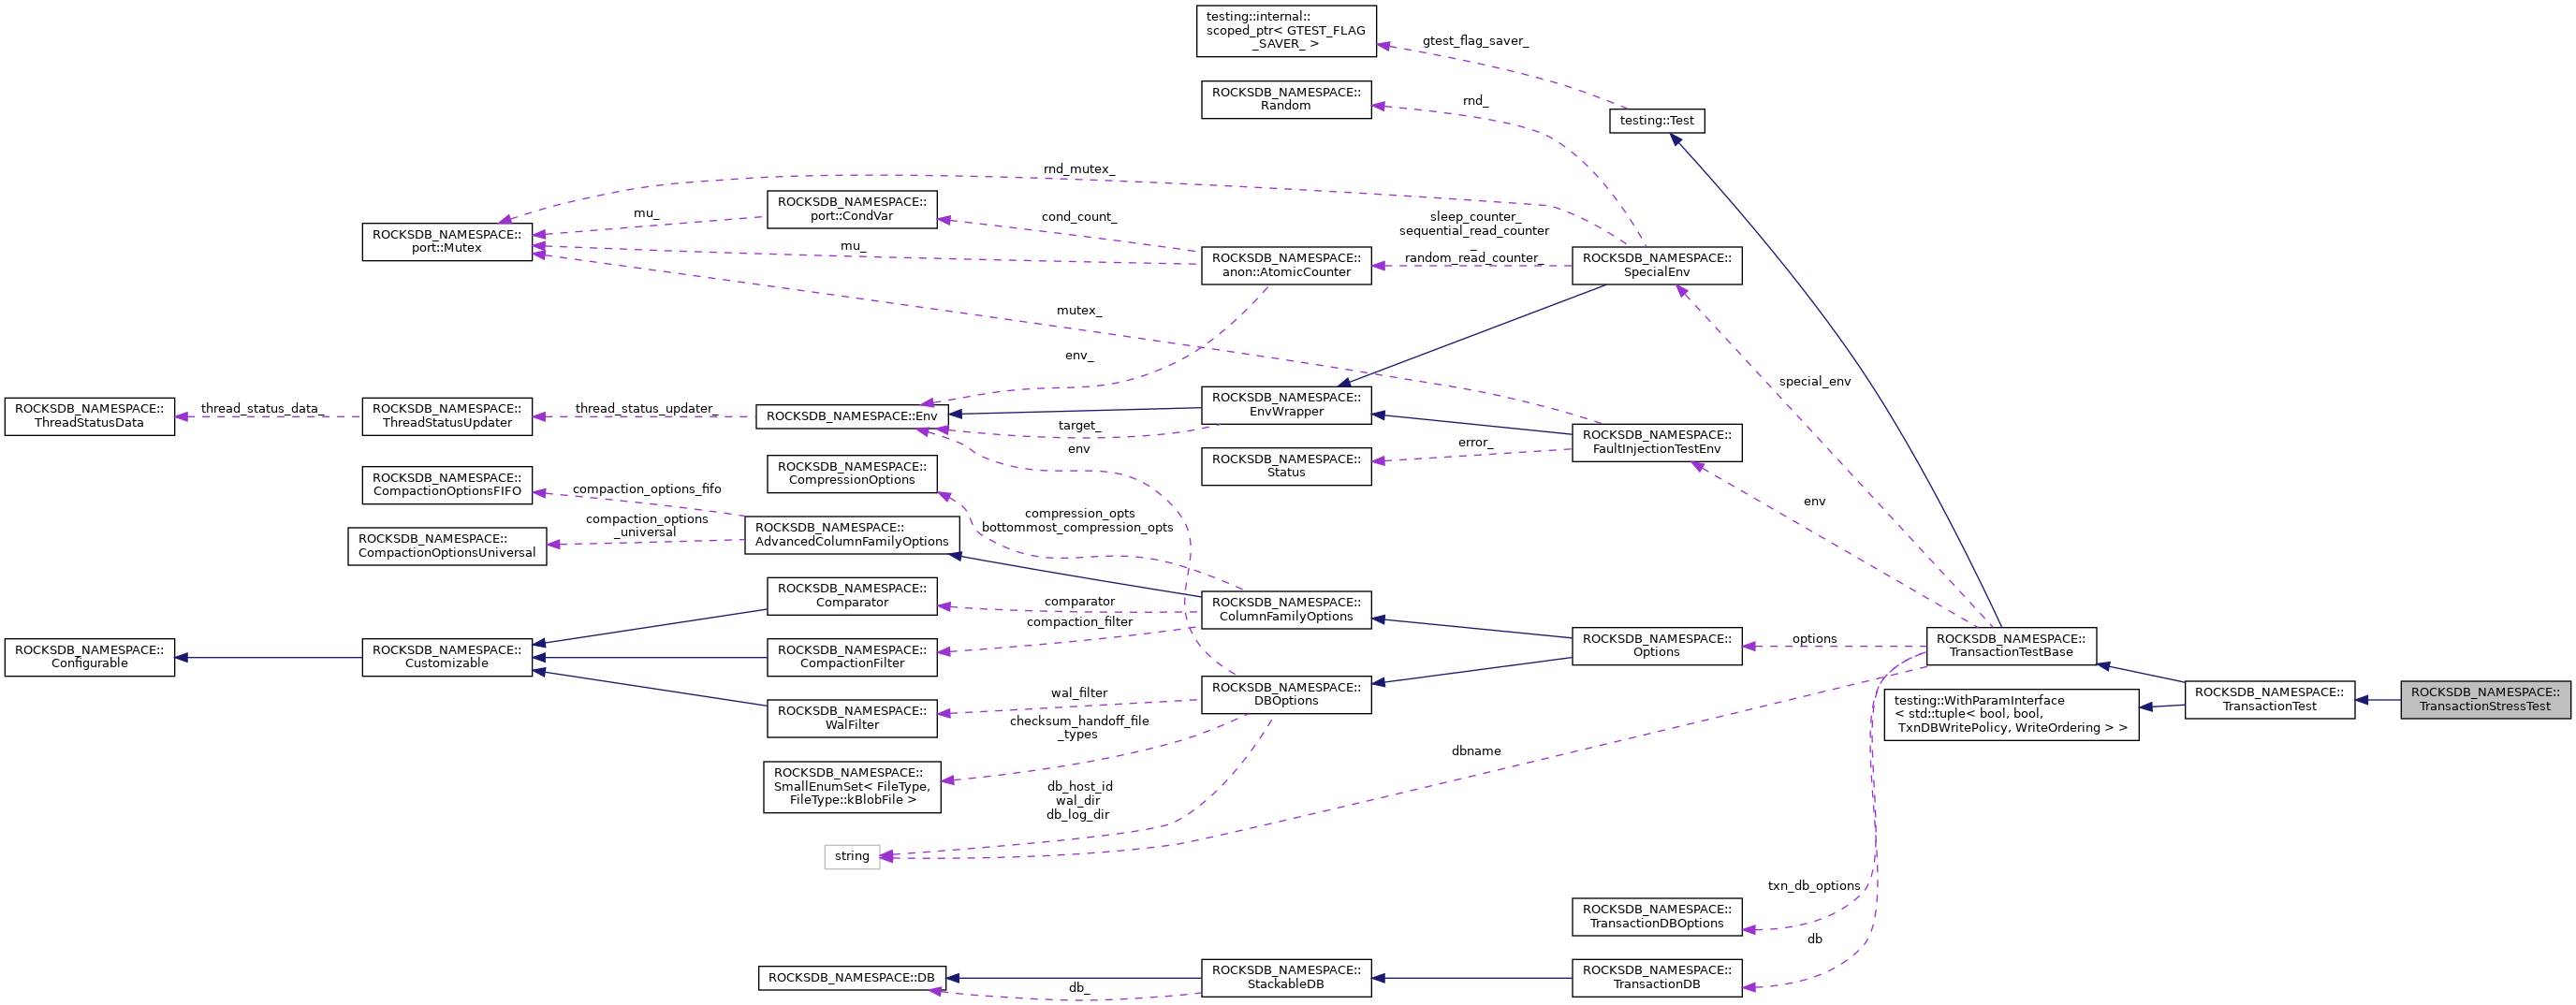 testing::internal::
scoped_ptr< GTEST_FLAG
_SAVER_ >
gtest_flag_saver_
ROCKSDB_NAMESPACE::
Random
rnd_
testing::Test
rnd_mutex_
ROCKSDB_NAMESPACE::
port::CondVar
mu_
cond_count_
sleep_counter_
sequential_read_counter
_
random_read_counter_
ROCKSDB_NAMESPACE::
port::Mutex
mu_
ROCKSDB_NAMESPACE::
anon::AtomicCounter
ROCKSDB_NAMESPACE::
SpecialEnv
mutex_
env_
special_env
ROCKSDB_NAMESPACE::
ThreadStatusData
thread_status_data_
ROCKSDB_NAMESPACE::
ThreadStatusUpdater
thread_status_updater_
ROCKSDB_NAMESPACE::Env
ROCKSDB_NAMESPACE::
EnvWrapper
target_
env
ROCKSDB_NAMESPACE::
FaultInjectionTestEnv
error_
ROCKSDB_NAMESPACE::
Status
ROCKSDB_NAMESPACE::
CompressionOptions
ROCKSDB_NAMESPACE::
CompactionOptionsFIFO
compaction_options_fifo
env
compression_opts
bottommost_compression_opts
compaction_options
_universal
ROCKSDB_NAMESPACE::
AdvancedColumnFamilyOptions
ROCKSDB_NAMESPACE::
CompactionOptionsUniversal
ROCKSDB_NAMESPACE::
Comparator
comparator
compaction_filter
ROCKSDB_NAMESPACE::
ColumnFamilyOptions
ROCKSDB_NAMESPACE::
Configurable
ROCKSDB_NAMESPACE::
Customizable
ROCKSDB_NAMESPACE::
CompactionFilter
ROCKSDB_NAMESPACE::
Options
options
ROCKSDB_NAMESPACE::
TransactionTestBase
wal_filter
ROCKSDB_NAMESPACE::
DBOptions
ROCKSDB_NAMESPACE::
WalFilter
checksum_handoff_file
_types
testing::WithParamInterface
< std::tuple< bool, bool,
TxnDBWritePolicy, WriteOrdering > >
ROCKSDB_NAMESPACE::
TransactionTest
ROCKSDB_NAMESPACE::
TransactionStressTest
dbname
ROCKSDB_NAMESPACE::
SmallEnumSet< FileType,
FileType::kBlobFile >
db_host_id
wal_dir
db_log_dir
string
txn_db_options
ROCKSDB_NAMESPACE::
TransactionDBOptions
db
ROCKSDB_NAMESPACE::DB
db_
ROCKSDB_NAMESPACE::
StackableDB
ROCKSDB_NAMESPACE::
TransactionDB